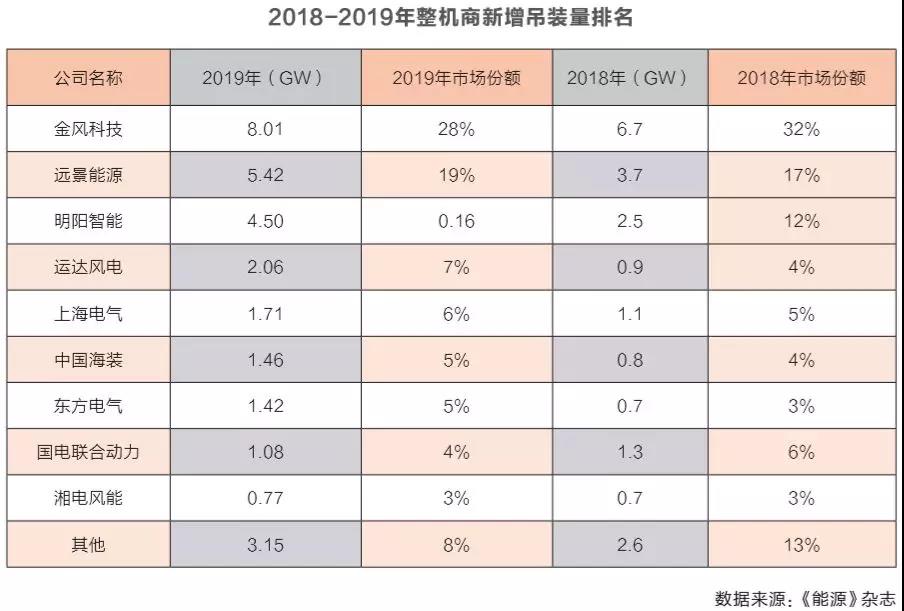 2018-2019年整机商新增吊装量排名
公司名称 2019年（GW） 2019年市场份额 2018年（GW） 2018年市场份额
金风科技 8.01 28% 6.7 32%
远景能源 5.42 19% 3.7 17%
明阳智能 4.50 0.16 2.5 12%
运达风电 2.06 7% 0.9 4%
上海电气 1.71 6% 1.1 5%
中国海装 1.46 5% 0.8 4%
东方电气 1.42 5% 0.7 3%
国电联合动力 1.08 4% 1.3 6%
湘电风能 0.77 3% 0.7 3%
其他 3.15 8% 2.6 13%
数据来源：《能源》杂志